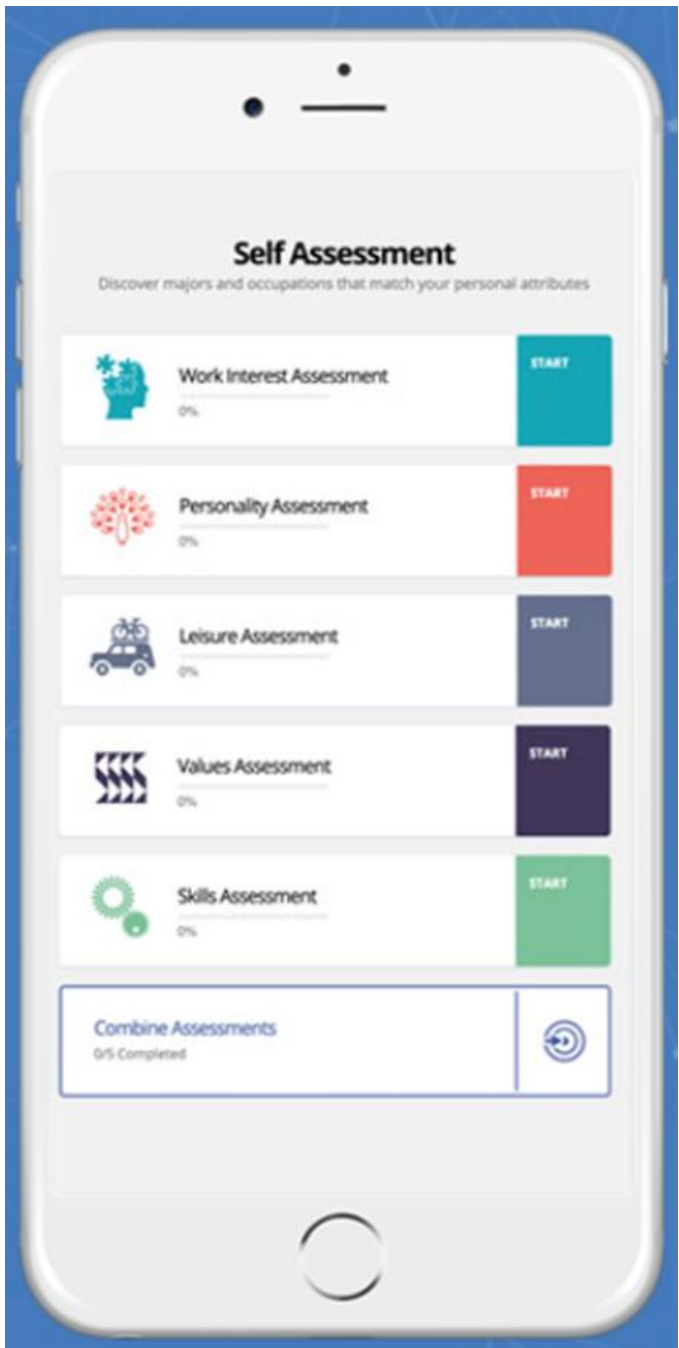 Self Assessment
Discover majors and occupations that match your personal attributes
Work Interest Assessment
START
0%
Personality Assessment
START
0%
Leisure Assessment
START
0%
Values Assessment
START
0%
Skills Assessment
START
0%
Combine Assessments
0/5 Completed